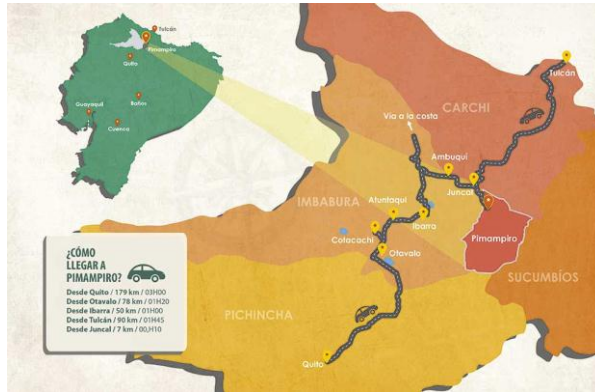 Tulcán
Pimampiro
Quito
Guayaquil
Baños
Cuenca
Tulcán
CARCHI
Vía a la costa
Ambuquí
Juncal
IMBABURA
Atuntaqui
Ibarra
Pimampiro
Cotacachi
Otavalo
SUCUMBÍOS
PICHINCHA
Quito
¿CÓMO
LLEGAR A
PIMAMPIRO?
Desde Quito / 179 km / 03H00
Desde Otavalo / 78 km / 01H20
Desde Ibarra / 50 km / 01H00
Desde Tulcán / 90 km / 01H45
Desde Juncal / 7 km / 00,H10